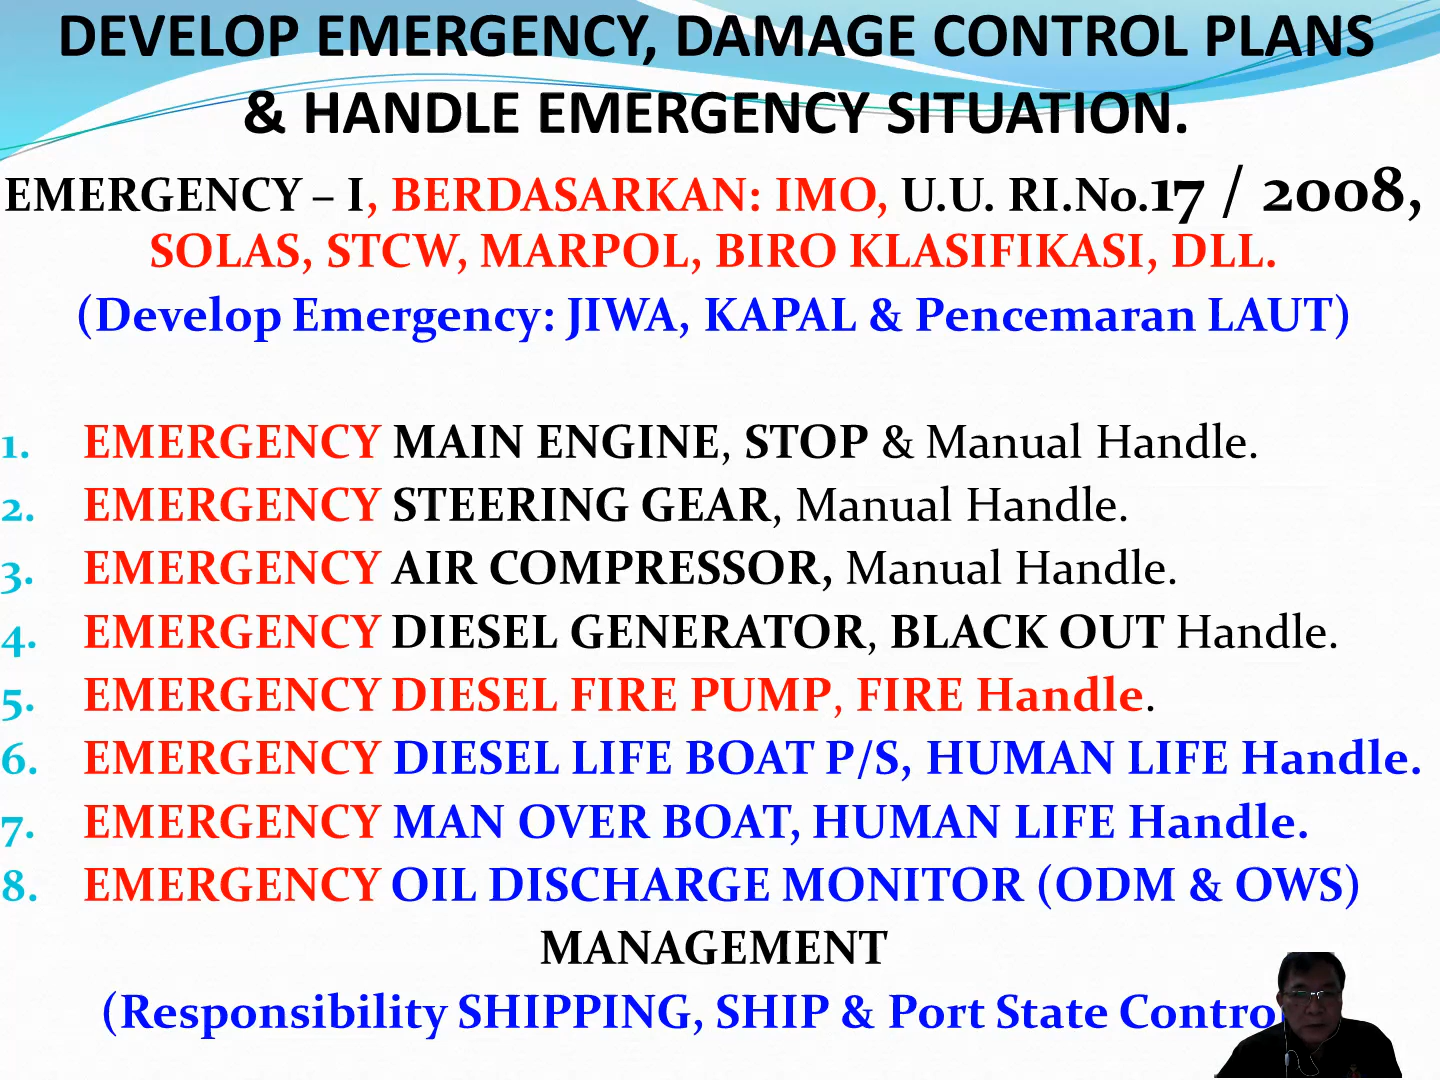 DEVELOP EMERGENCY, DAMAGE CONTROL PLANS
& HANDLE EMERGENCY SITUATION.
EMERGENCY – I, BERDASARKAN: IMO, U.U. RI.No.17 / 2008,
SOLAS, STCW, MARPOL, BIRO KLASIFIKASI, DLL.
(Develop Emergency: JIWA, KAPAL & Pencemaran LAUT)
1. EMERGENCY MAIN ENGINE, STOP & Manual Handle.
2. EMERGENCY STEERING GEAR, Manual Handle.
3. EMERGENCY AIR COMPRESSOR, Manual Handle.
4. EMERGENCY DIESEL GENERATOR, BLACK OUT Handle.
5. EMERGENCY DIESEL FIRE PUMP, FIRE Handle.
6. EMERGENCY DIESEL LIFE BOAT P/S, HUMAN LIFE Handle.
7. EMERGENCY MAN OVER BOAT, HUMAN LIFE Handle.
8. EMERGENCY OIL DISCHARGE MONITOR (ODM & OWS)
MANAGEMENT
(Responsibility SHIPPING, SHIP & Port State Control